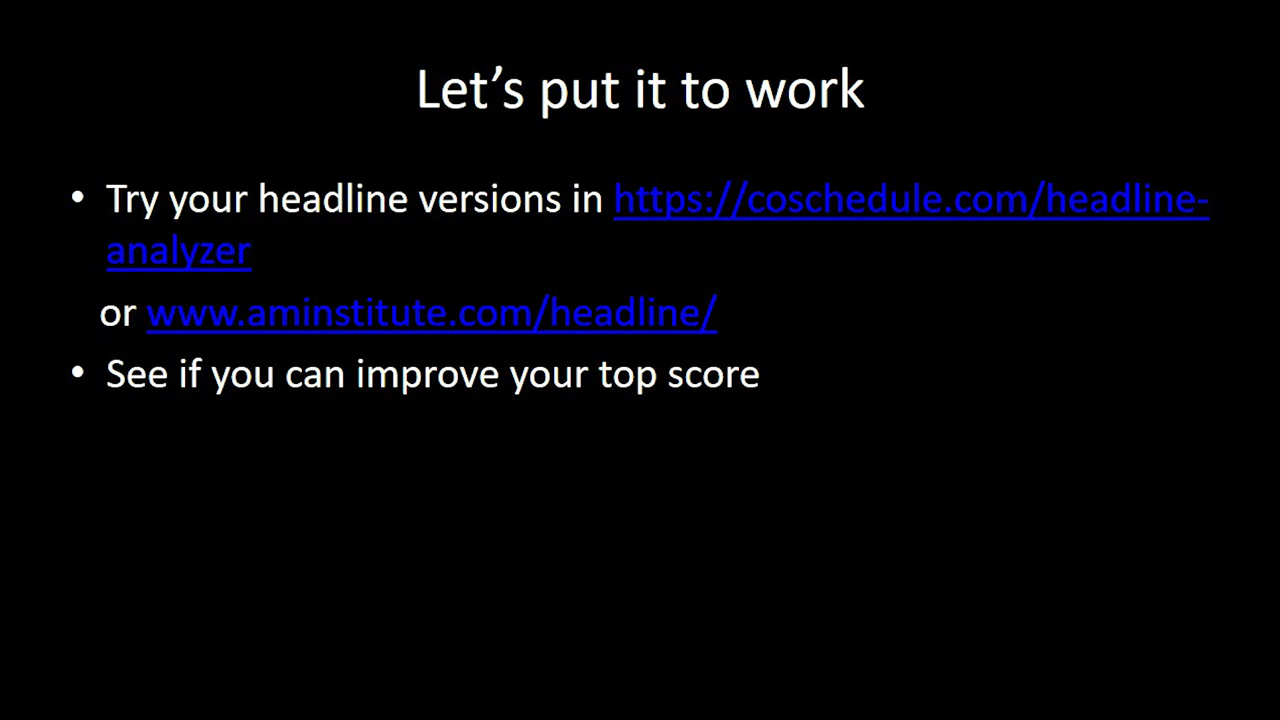 Let’s put it to work
• Try your headline versions in https://coschedule.com/headline-
analyzer
or www.aminstitute.com/headline/
• See if you can improve your top score